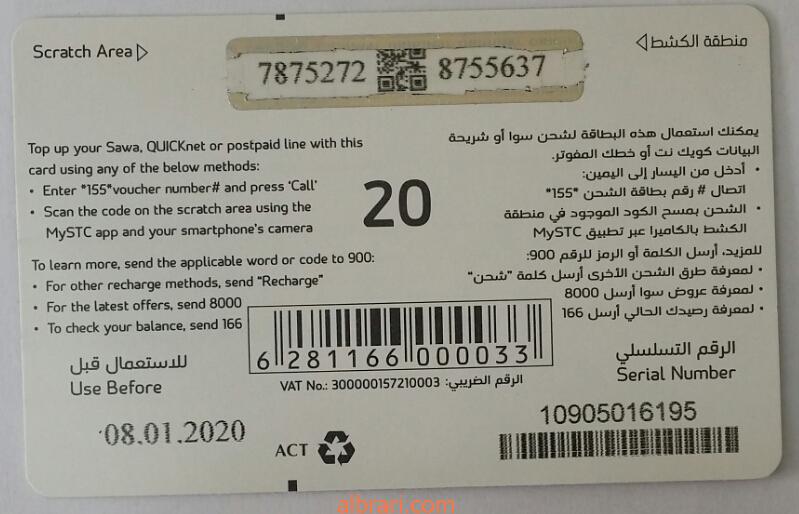 Scratch Area
منطقة الكشط
7875272 8755637
Top up your Sawa, QUICKnet or postpaid line with this
card using any of the below methods:
• Enter *155*voucher number# and press 'Call'
• Scan the code on the scratch area using the
MySTC app and your smartphone's camera
To learn more, send the applicable word or code to 900:
• For other recharge methods, send "Recharge"
• For the latest offers, send 8000
• To check your balance, send 166
20
يمكنك استعمال هذه البطاقة لشحن سوا أو شريحة
البيانات كويك نت أو خطك المفوتر.
• أدخل من اليسار إلى اليمين:
اتصال # رقم بطاقة الشحن *155*
• الشحن بمسح الكود الموجود في منطقة
الكشط بالكاميرا عبر تطبيق MySTC
للمزيد، أرسل الكلمة أو الرمز للرقم 900:
• لمعرفة طرق الشحن الأخرى أرسل كلمة "شحن"
• لمعرفة عروض سوا أرسل 8000
• لمعرفة رصيدك الحالي أرسل 166
6 281166 000033
VAT No.: 300000157210003 :الرقم الضريبي
للاستعمال قبل
Use Before
08.01.2020
ACT
الرقم التسلسلي
Serial Number
10905016195
albrari.com